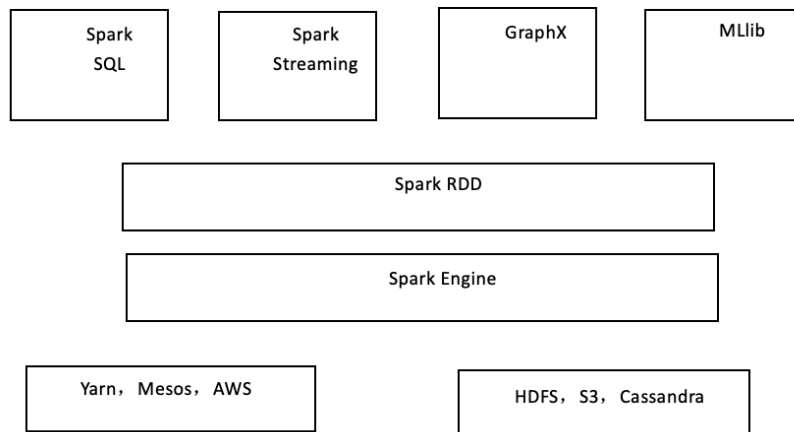 Spark
SQL
Spark
Streaming
GraphX
MLlib
Spark RDD
Spark Engine
Yarn，Mesos，AWS
HDFS，S3，Cassandra